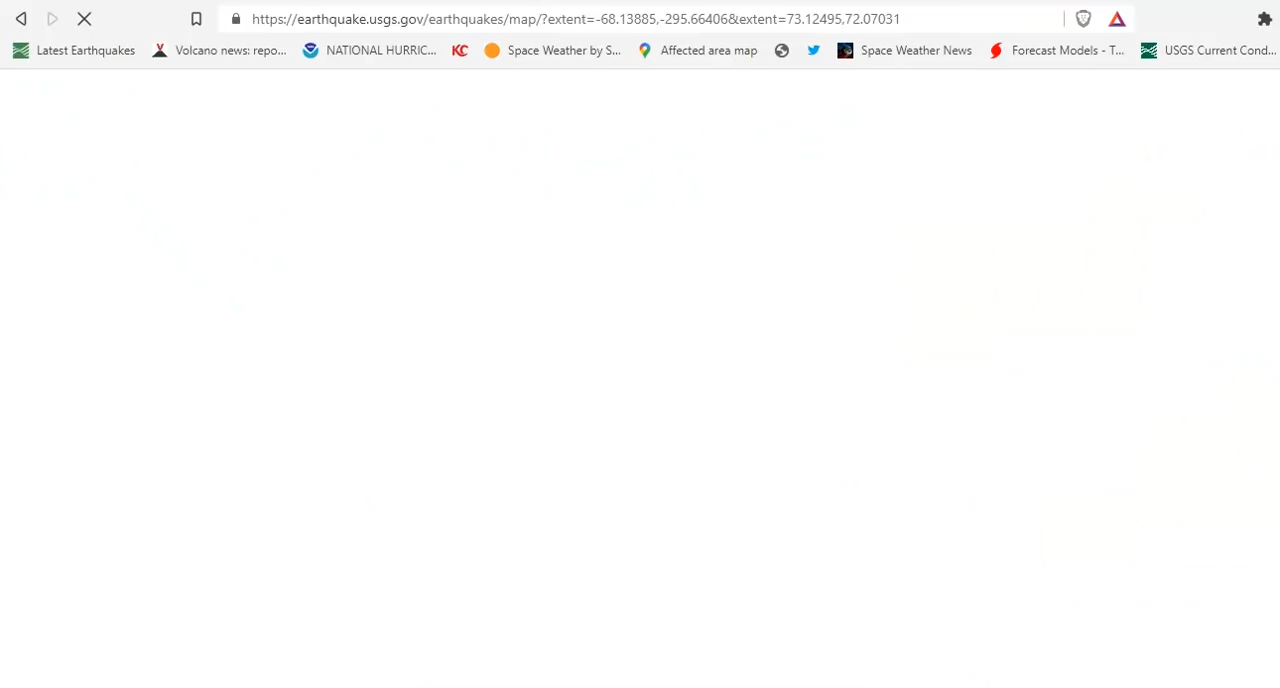 https://earthquake.usgs.gov/earthquakes/map/?extent=-68.13885,-295.66406&extent=73.12495,72.07031
Latest Earthquakes Volcano news: repo... NATIONAL HURRIC... KC Space Weather by S... Affected area map Space Weather News Forecast Models - T... USGS Current Cond...